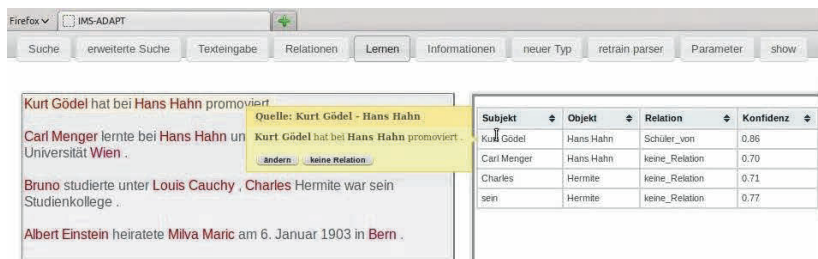 Firefox IMS-ADAPT
Suche erweiterte Suche Texteingabe Relationen Lernen Informationen neuer Typ retrain parser Parameter show
Kurt Gödel hat bei Hans Hahn promoviert
Carl Menger lernte bei Hans Hahn un
Universität Wien .
Bruno studierte unter Louis Cauchy , Charles Hermite war sein
Studienkollege .
Albert Einstein heiratete Milva Maric am 6. Januar 1903 in Bern .
Quelle: Kurt Gödel - Hans Hahn
Kurt Gödel hat bei Hans Hahn promoviert .
ändern keine Relation
Subjekt Objekt Relation Konfidenz
Kurt Gödel Hans Hahn Schüler_von 0.86
Carl Menger Hans Hahn keine_Relation 0.70
Charles Hermite keine_Relation 0.71
sein Hermite keine_Relation 0.77